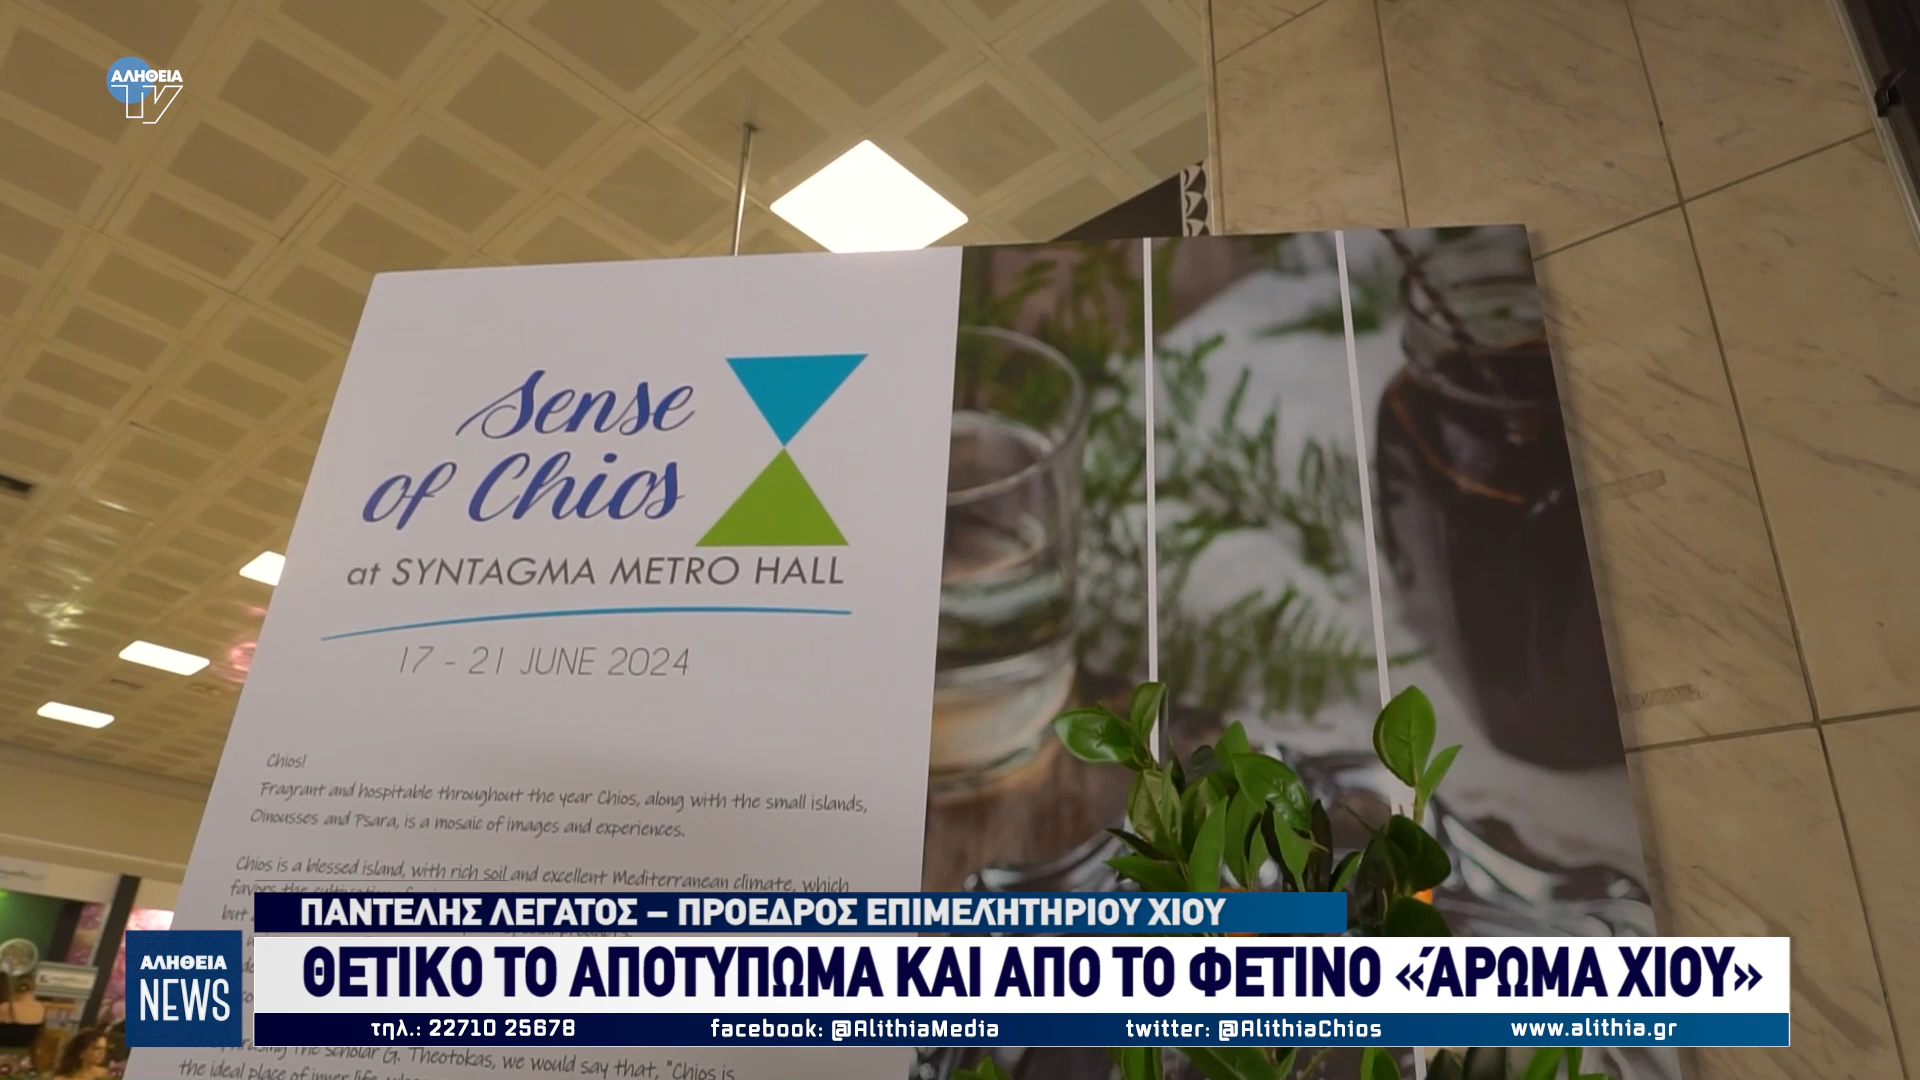 ΑΛΗΘΕΙΑ
TV
Sense
of Chios
at SYNTAGMA METRO HALL
17 - 21 JUNE 2024
Chios!
Fragrant and hospitable throughout the year Chios, along with the small islands,
Oinousses and Psara, is a mosaic of images and experiences.
Chios is a blessed island, with rich soil and excellent Mediterranean climate, which
favors the
but
ΠΑΝΤΕΛΗΣ ΛΕΓΑΤΟΣ – ΠΡΟΕΔΡΟΣ ΕΠΙΜΕΛΗΤΗΡΙΟΥ ΧΙΟΥ
ΑΛΗΘΕΙΑ
NEWS
ΘΕΤΙΚΟ ΤΟ ΑΠΟΤΥΠΩΜΑ ΚΑΙ ΑΠΟ ΤΟ ΦΕΤΙΝΟ «ΆΡΩΜΑ ΧΙΟΥ»
τηλ.: 22710 25678 facebook: @AlithiaMedia twitter: @AlithiaChios www.alithia.gr
the scholar G. Theotokas, we would say that, "Chios is
the ideal place of inner life